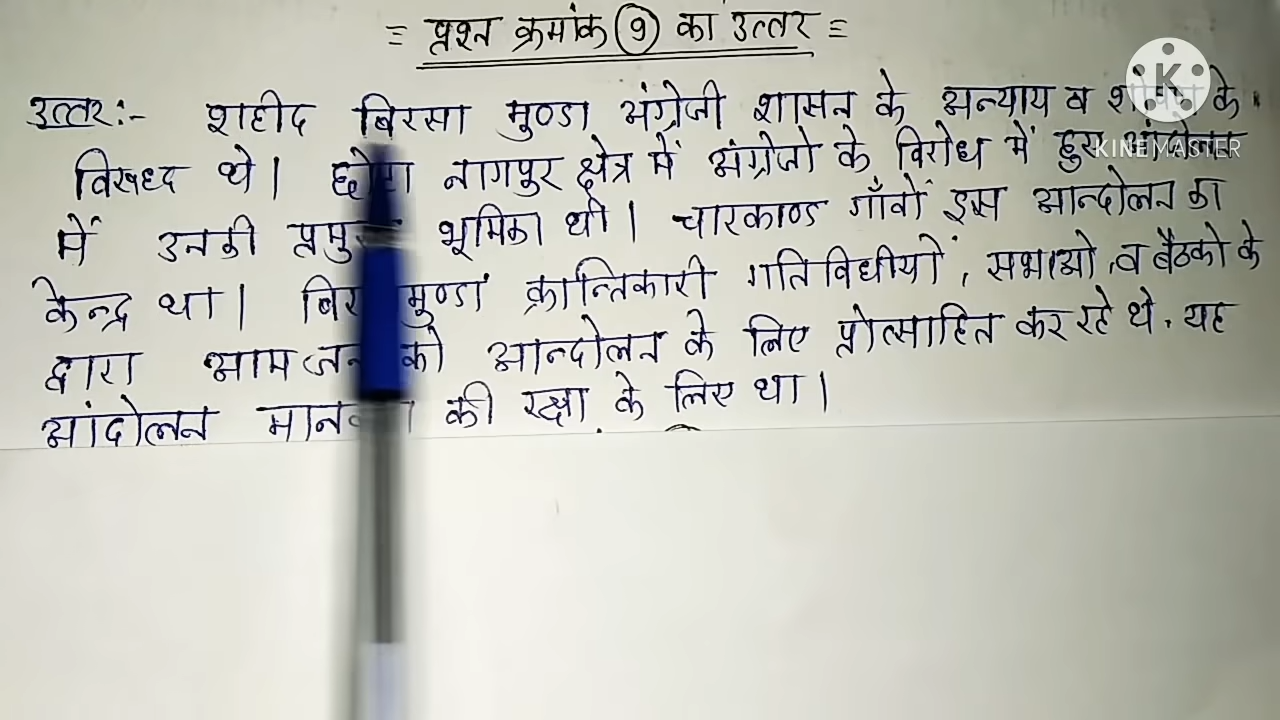 = प्रश्न क्रमांक 9 का उत्तर =
उत्तर:- शहीद बिरसा मुण्डा अंग्रेजी शासन के अन्याय व के
विरुध्द थे। नागपुर क्षेत्र में अंग्रेजो के विरोध में हुए
में उनकी भूमिका थी। चारकाण्ड गाँवों इस आन्दोलन का
केन्द्र था। मुण्डा क्रान्तिकारी गतिविधीयों, सभाओ, व बैठको के
द्वारा आम को आन्दोलन के लिए प्रोत्साहित कर रहे थे. यह
आंदोलन की रक्षा के लिए था।
K
KINEMASTER